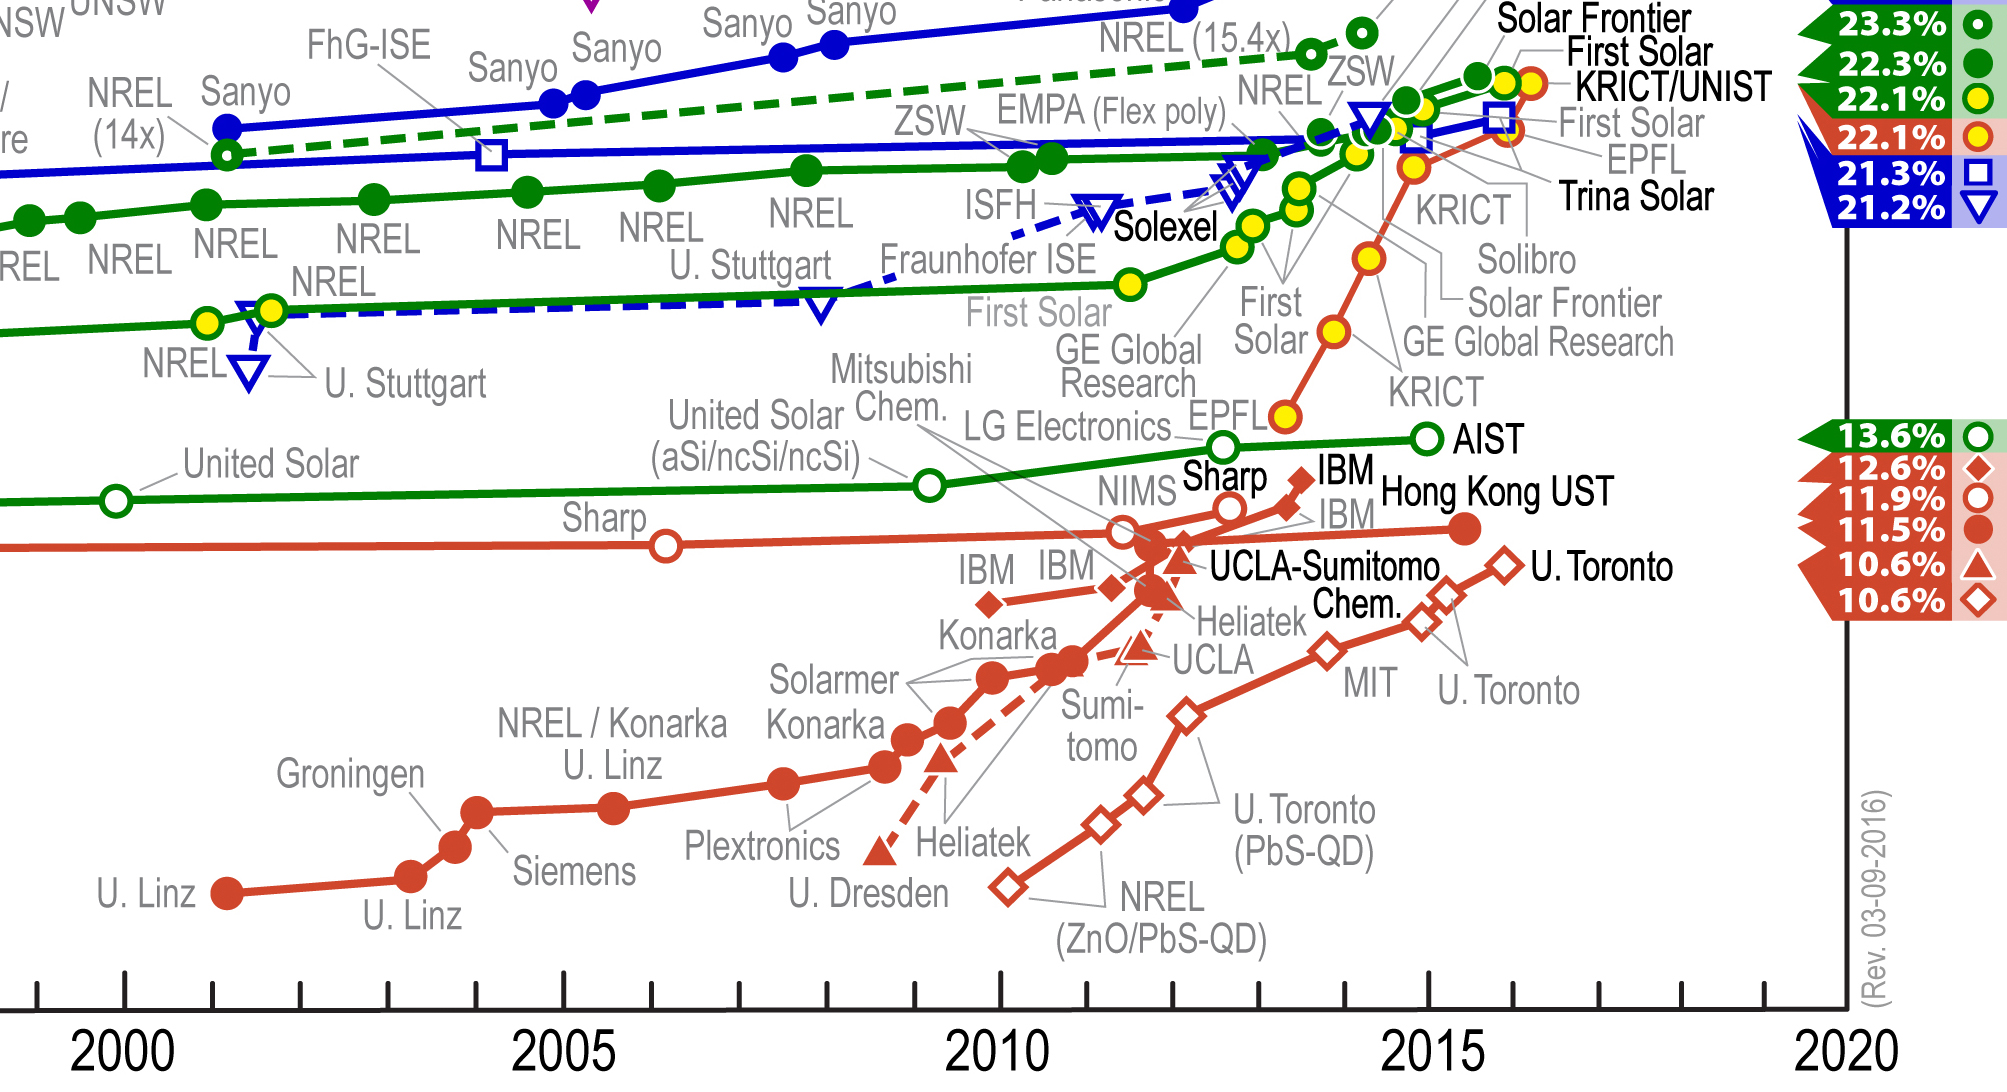 UNSW
NSW
Sanyo
Sanyo
Solar Frontier
23.3%
FhG-ISE
Sanyo
NREL (15.4x)
First Solar
22.3%
Sanyo
ZSW
KRICT/UNIST
NREL
(14x)
Sanyo
NREL
22.1%
ZSW
EMPA (Flex poly)
First Solar
22.1%
re
EPFL
21.3%
Trina Solar
ISFH
KRICT
21.2%
NREL
NREL
NREL
NREL
NREL
Solexel
REL
NREL
NREL
U. Stuttgart
Fraunhofer ISE
Solibro
First Solar
First
Solar
Solar Frontier
GE Global
Research
GE Global Research
NREL
U. Stuttgart
Mitsubishi
Chem.
KRICT
United Solar
(aSi/ncSi/ncSi)
LG Electronics
EPFL
AIST
13.6%
United Solar
Sharp
IBM
12.6%
NIMS
Hong Kong UST
11.9%
Sharp
IBM
11.5%
IBM
IBM
UCLA-Sumitomo
Chem.
U. Toronto
10.6%
10.6%
Konarka
Heliatek
UCLA
Solarmer
MIT
U. Toronto
Sumi-
tomo
NREL / Konarka
U. Linz
Konarka
Groningen
U. Toronto
(PbS-QD)
Plextronics
Heliatek
Siemens
U. Linz
U. Dresden
NREL
(ZnO/PbS-QD)
U. Linz
(Rev. 03-09-2016)
2000
2005
2010
2015
2020